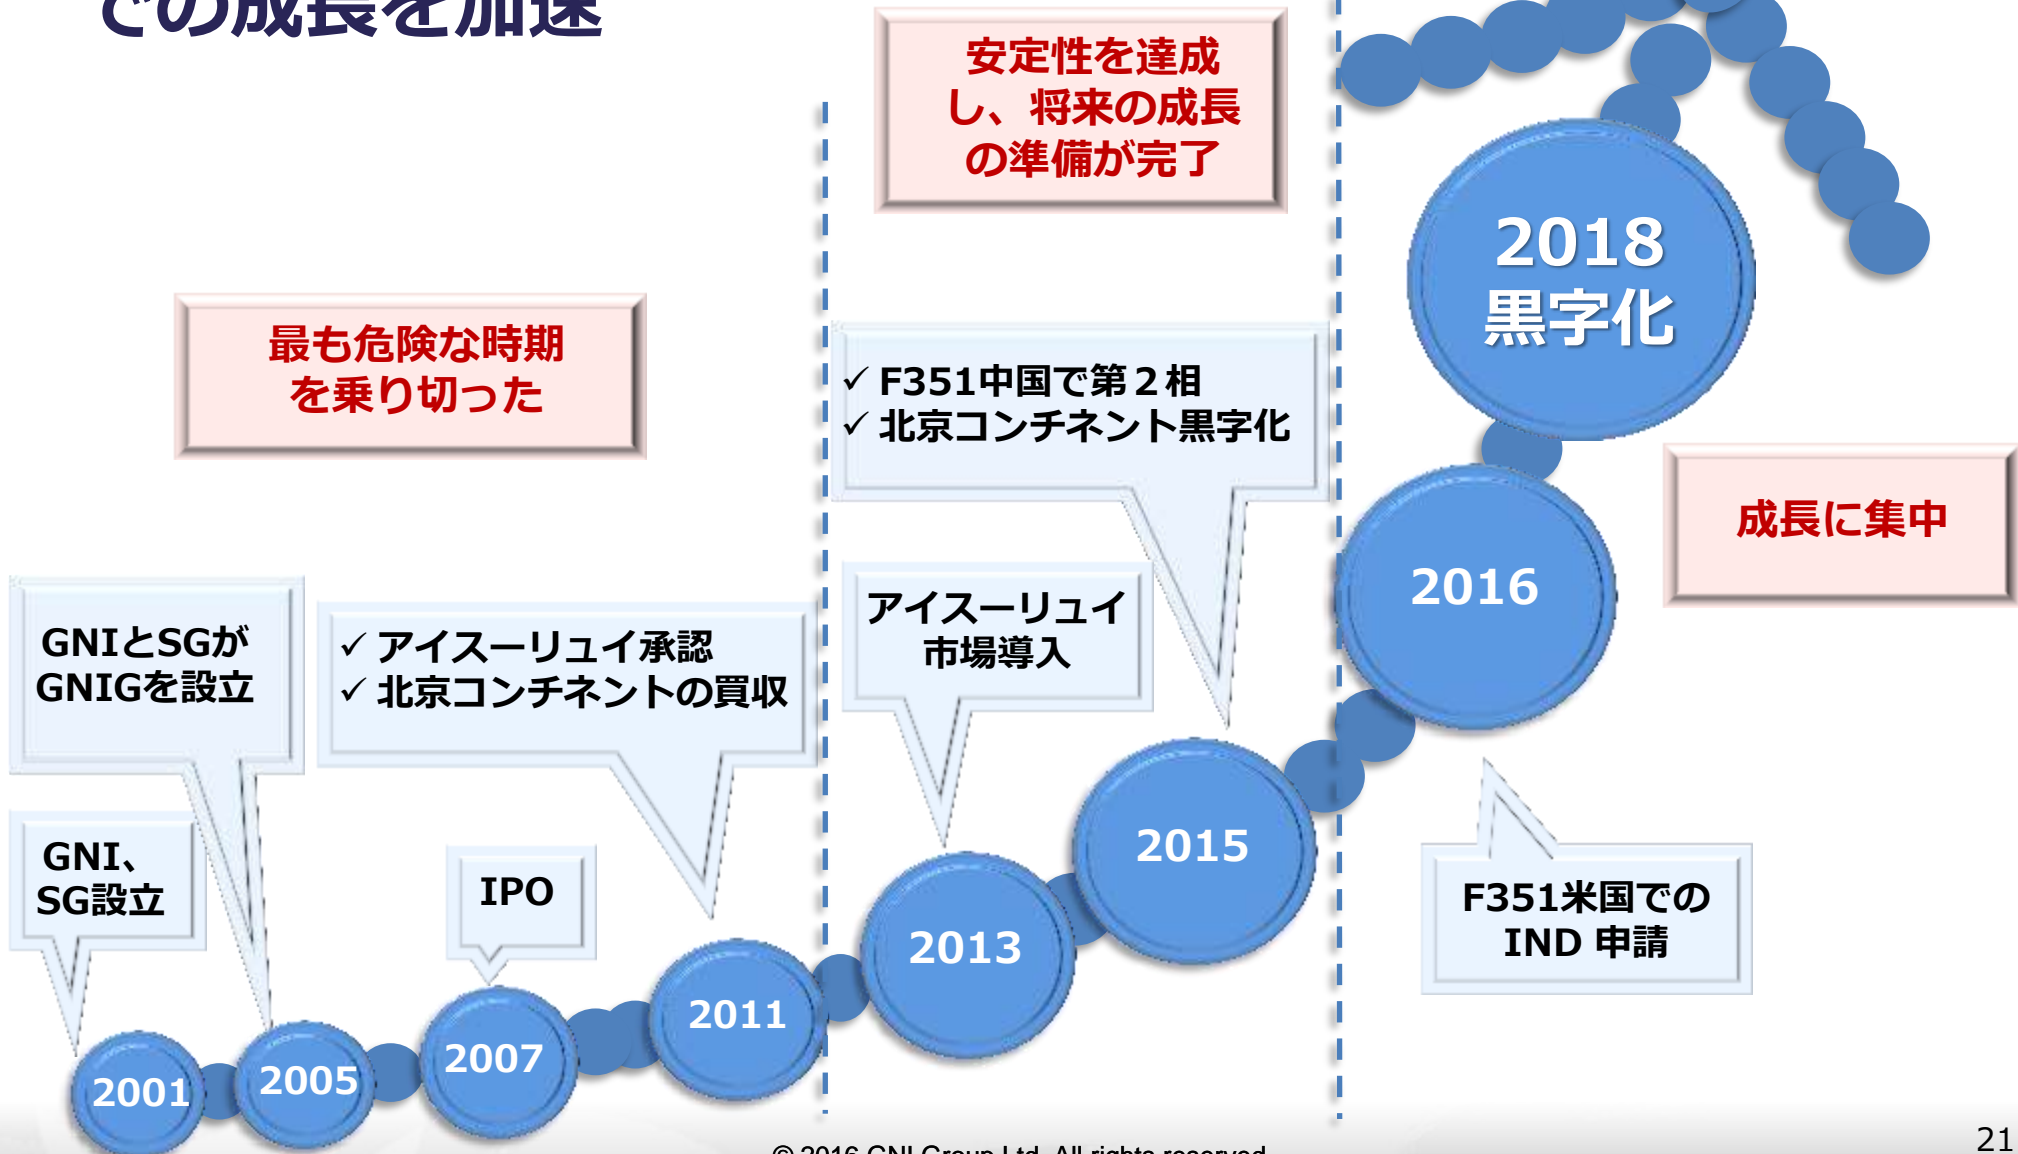 での成長を加速
安定性を達成
し、将来の成長
の準備が完了
最も危険な時期
を乗り切った
2018
黒字化
✓ F351中国で第２相
✓ 北京コンチネント黒字化
成長に集中
2016
GNIとSGが
GNIGを設立
✓ アイスーリュイ承認
✓ 北京コンチネントの買収
アイスーリュイ
市場導入
GNI、
SG設立
IPO
2015
F351米国での
IND 申請
2013
2011
2007
2005
2001
© 2016 GNI Group Ltd. All rights reserved
21